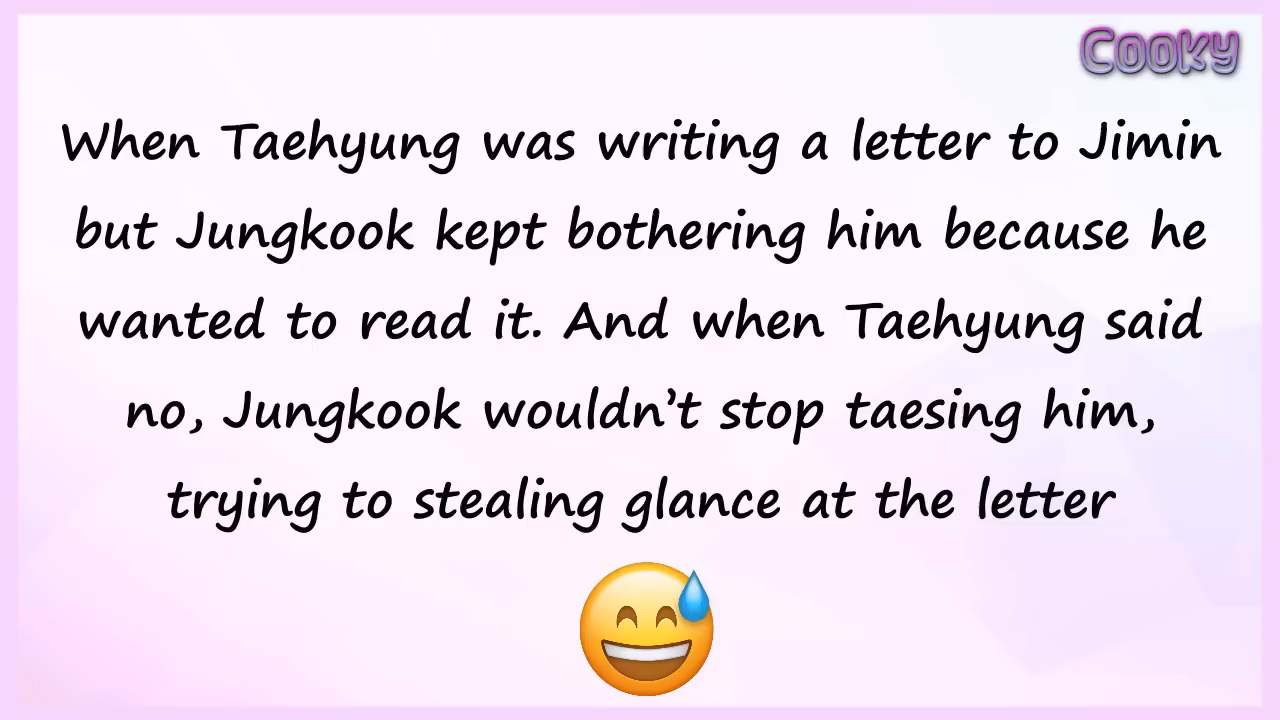 Cooky
When Taehyung was writing a letter to Jimin
but Jungkook kept bothering him because he
wanted to read it. And when Taehyung said
no, Jungkook wouldn’t stop taesing him,
trying to stealing glance at the letter